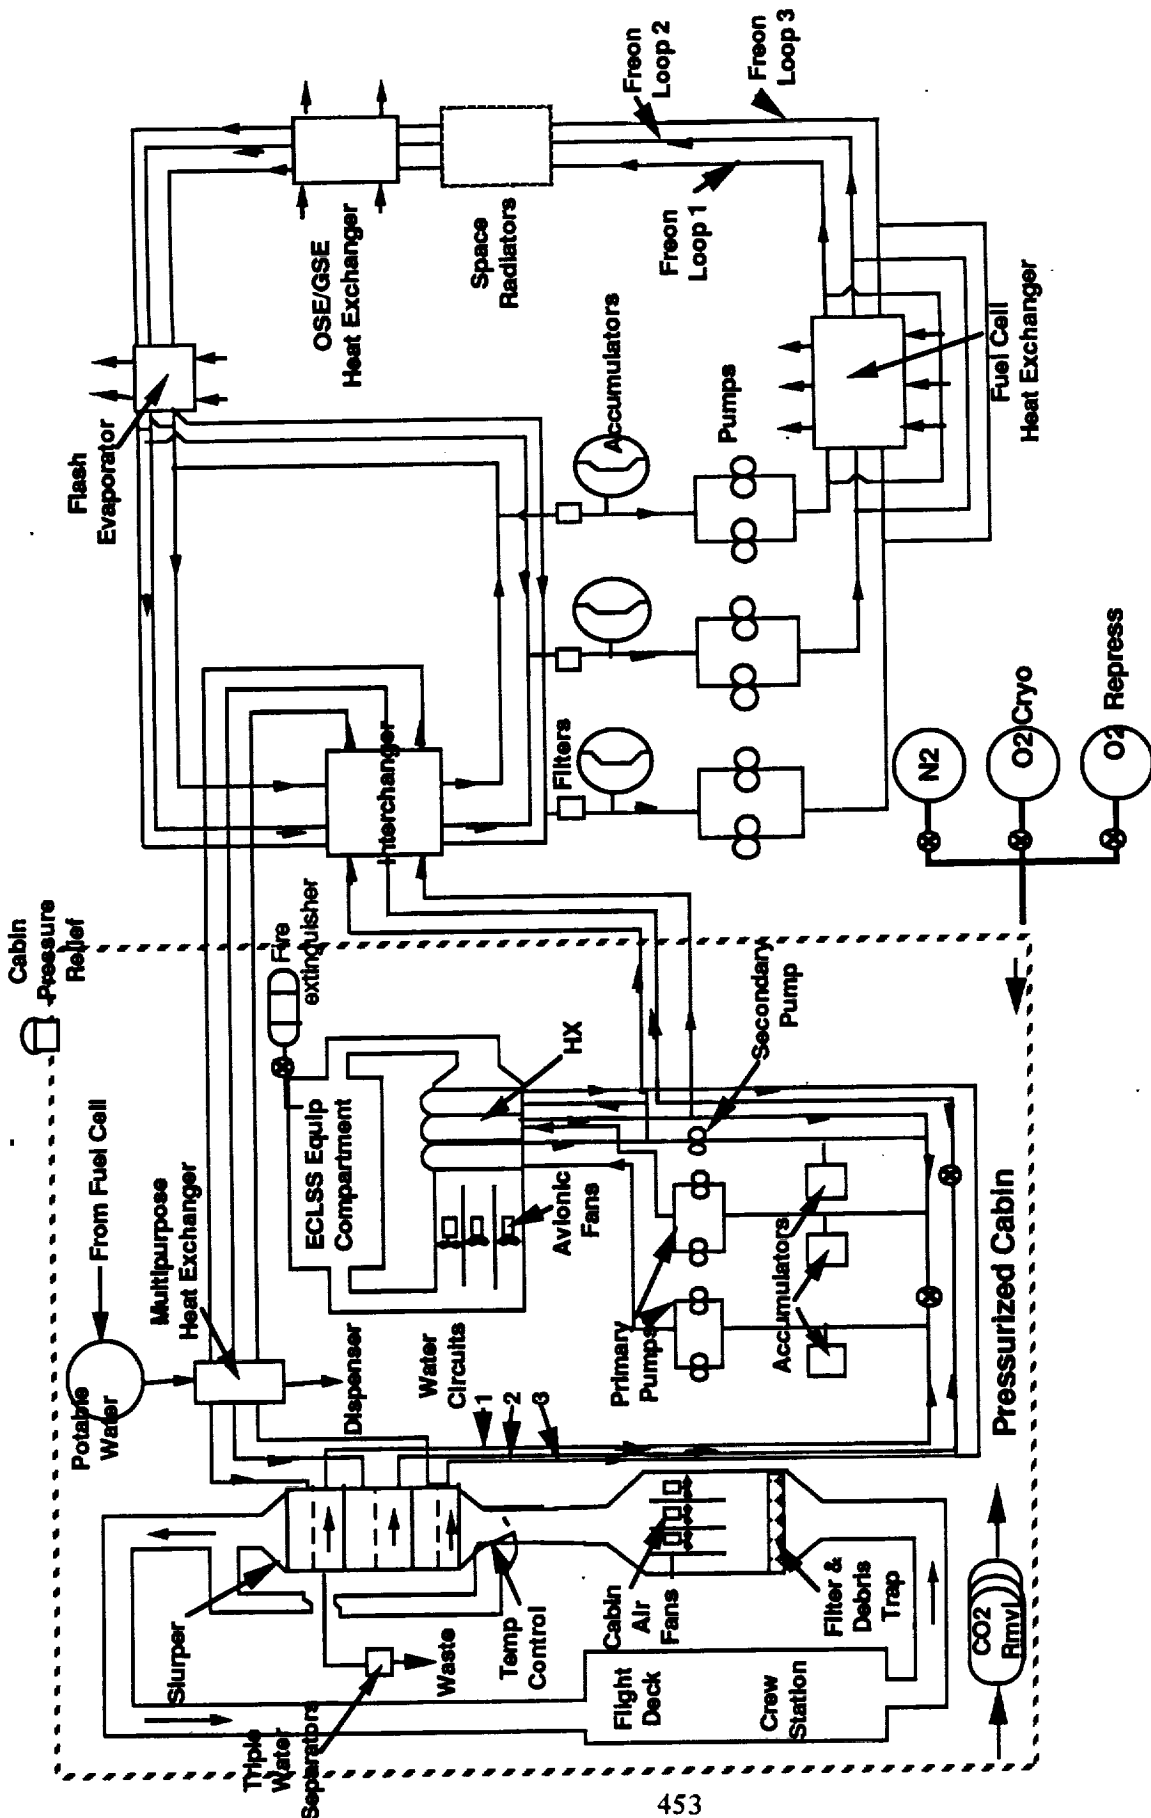 Cabin
Pressure
Relief
From Fuel Cell
Multipurpose
Heat Exchanger
Potable
Water
Dispenser
Slurper
Triple
Water
Separators
Waste
Temp
Control
Flight
Deck
Crew
Station
Cabin
Air
Fans
Filter &
Debris
Trap
CO2
Rmvl
Water
Circuits
1
2
3
Fire
extinguisher
ECLSS Equip
Compartment
HX
Avionic
Fans
Primary
Pumps
Secondary
Pump
Accumulators
Pressurized Cabin
Flash
Evaporator
OSE/GSE
Heat Exchanger
Space
Radiators
Freon
Loop 1
Freon
Loop 2
Freon
Loop 3
Interchanger
Filters
Accumulators
Pumps
Fuel Cell
Heat Exchanger
N2
O2 Cryo
O2 Repress
453